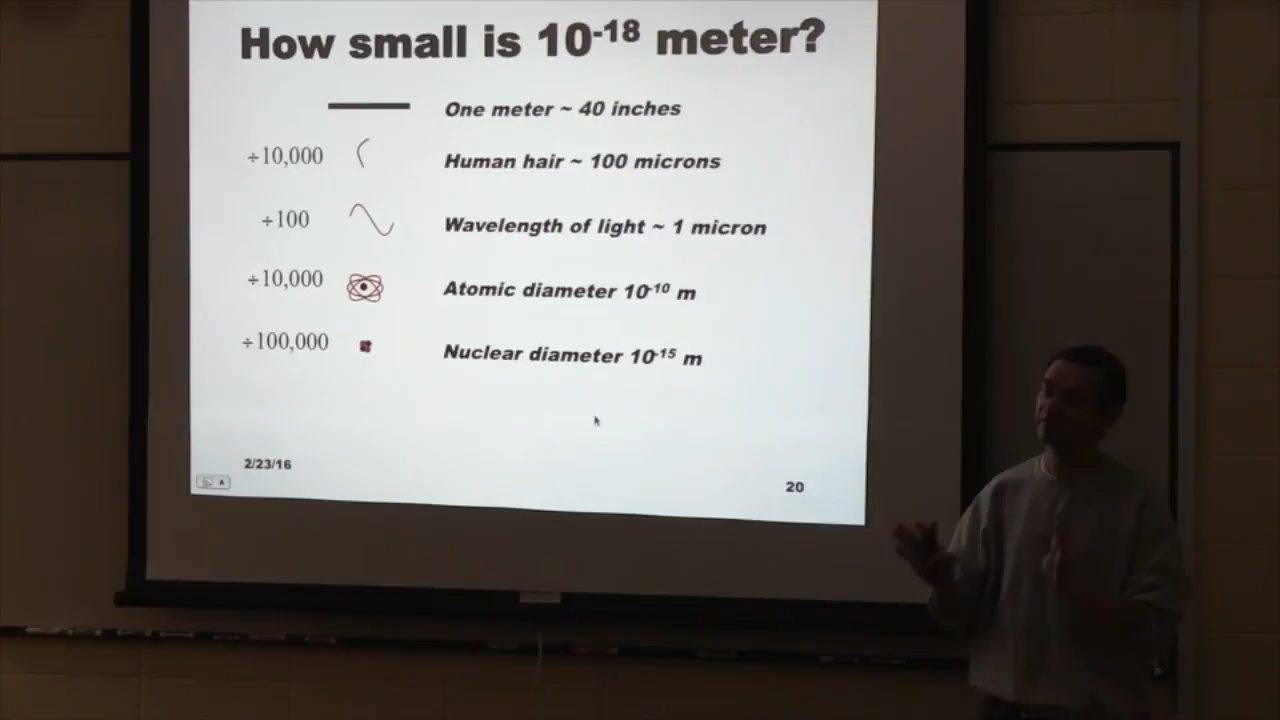 How small is 10-18 meter?
One meter ~ 40 inches
÷10,000 Human hair ~ 100 microns
÷100 Wavelength of light ~ 1 micron
÷10,000 Atomic diameter 10-10 m
÷100,000 Nuclear diameter 10-15 m
2/23/16
20